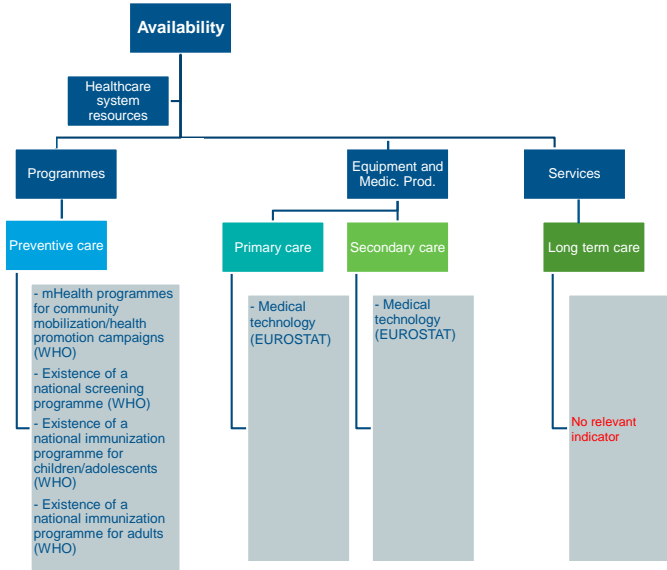 Availability
Healthcare
system
resources
Programmes
Equipment and
Medic. Prod.
Services
Preventive care
Primary care
Secondary care
Long term care
- mHealth programmes
for community
mobilization/health
promotion campaigns
(WHO)
- Existence of a
national screening
programme (WHO)
- Existence of a
national immunization
programme for
children/adolescents
(WHO)
- Existence of a
national immunization
programme for adults
(WHO)
- Medical
technology
(EUROSTAT)
- Medical
technology
(EUROSTAT)
No relevant
indicator